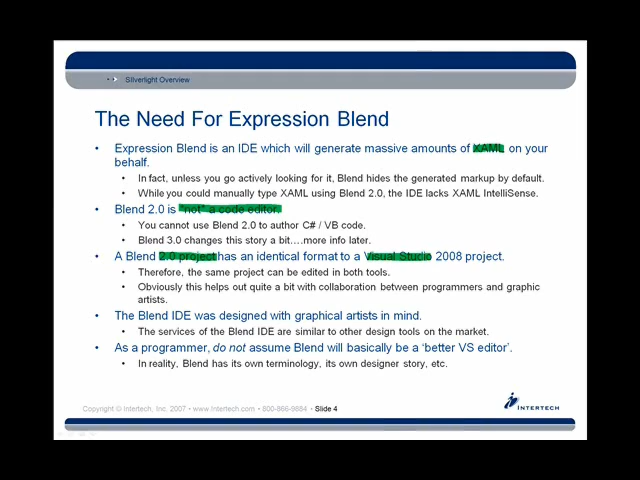 Silverlight Overview
The Need For Expression Blend
• Expression Blend is an IDE which will generate massive amounts of XAML on your
behalf.
• In fact, unless you go actively looking for it, Blend hides the generated markup by default.
• While you could manually type XAML using Blend 2.0, the IDE lacks XAML IntelliSense.
• Blend 2.0 is *not* a code editor.
• You cannot use Blend 2.0 to author C# / VB code.
• Blend 3.0 changes this story a bit….more info later.
• A Blend 2.0 project has an identical format to a Visual Studio 2008 project.
• Therefore, the same project can be edited in both tools.
• Obviously this helps out quite a bit with collaboration between programmers and graphic
artists.
• The Blend IDE was designed with graphical artists in mind.
• The services of the Blend IDE are similar to other design tools on the market.
• As a programmer, do not assume Blend will basically be a ‘better VS editor’.
• In reality, Blend has its own terminology, its own designer story, etc.
Copyright © Intertech, Inc. 2007 • www.Intertech.com • 800-866-9884 • Slide 4
INTERTECH